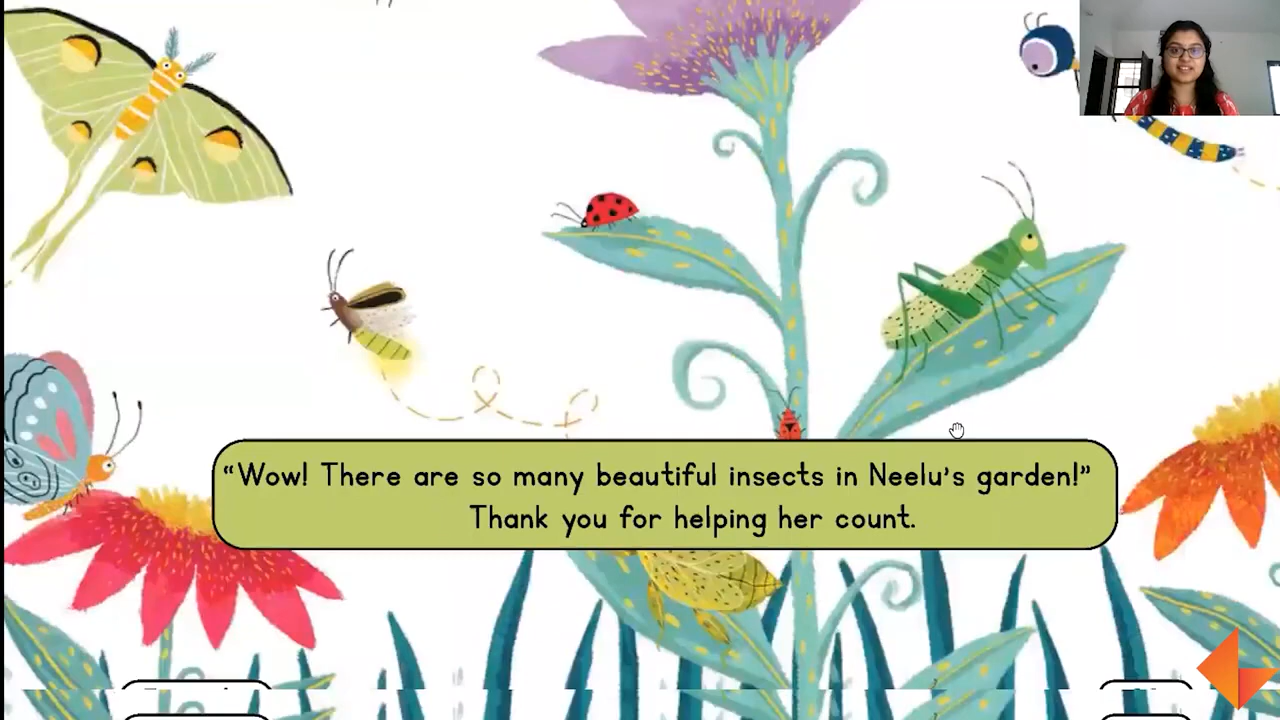 “Wow! There are so many beautiful insects in Neelu’s garden!”
Thank you for helping her count.